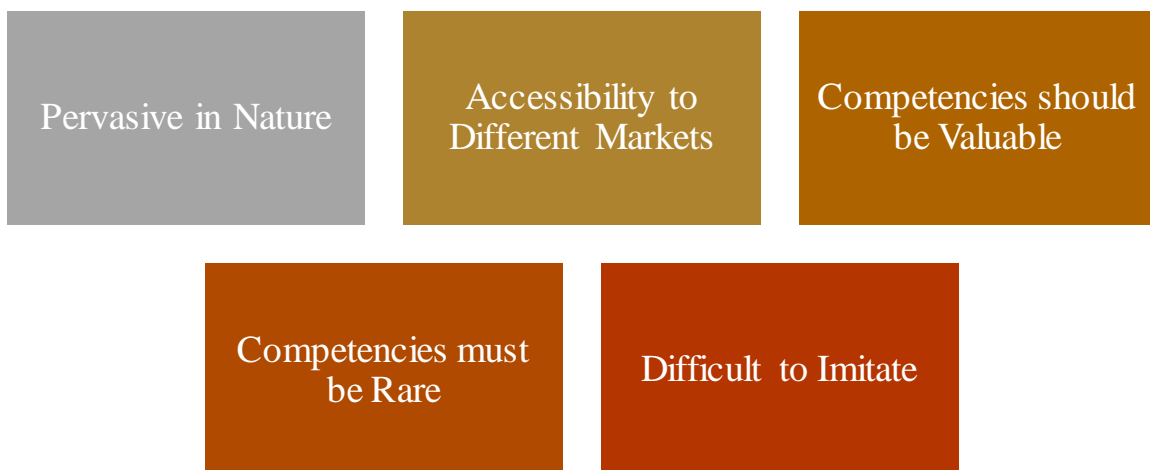 Pervasive in Nature
Accessibility to
Different Markets
Competencies should
be Valuable
Competencies must
be Rare
Difficult to Imitate